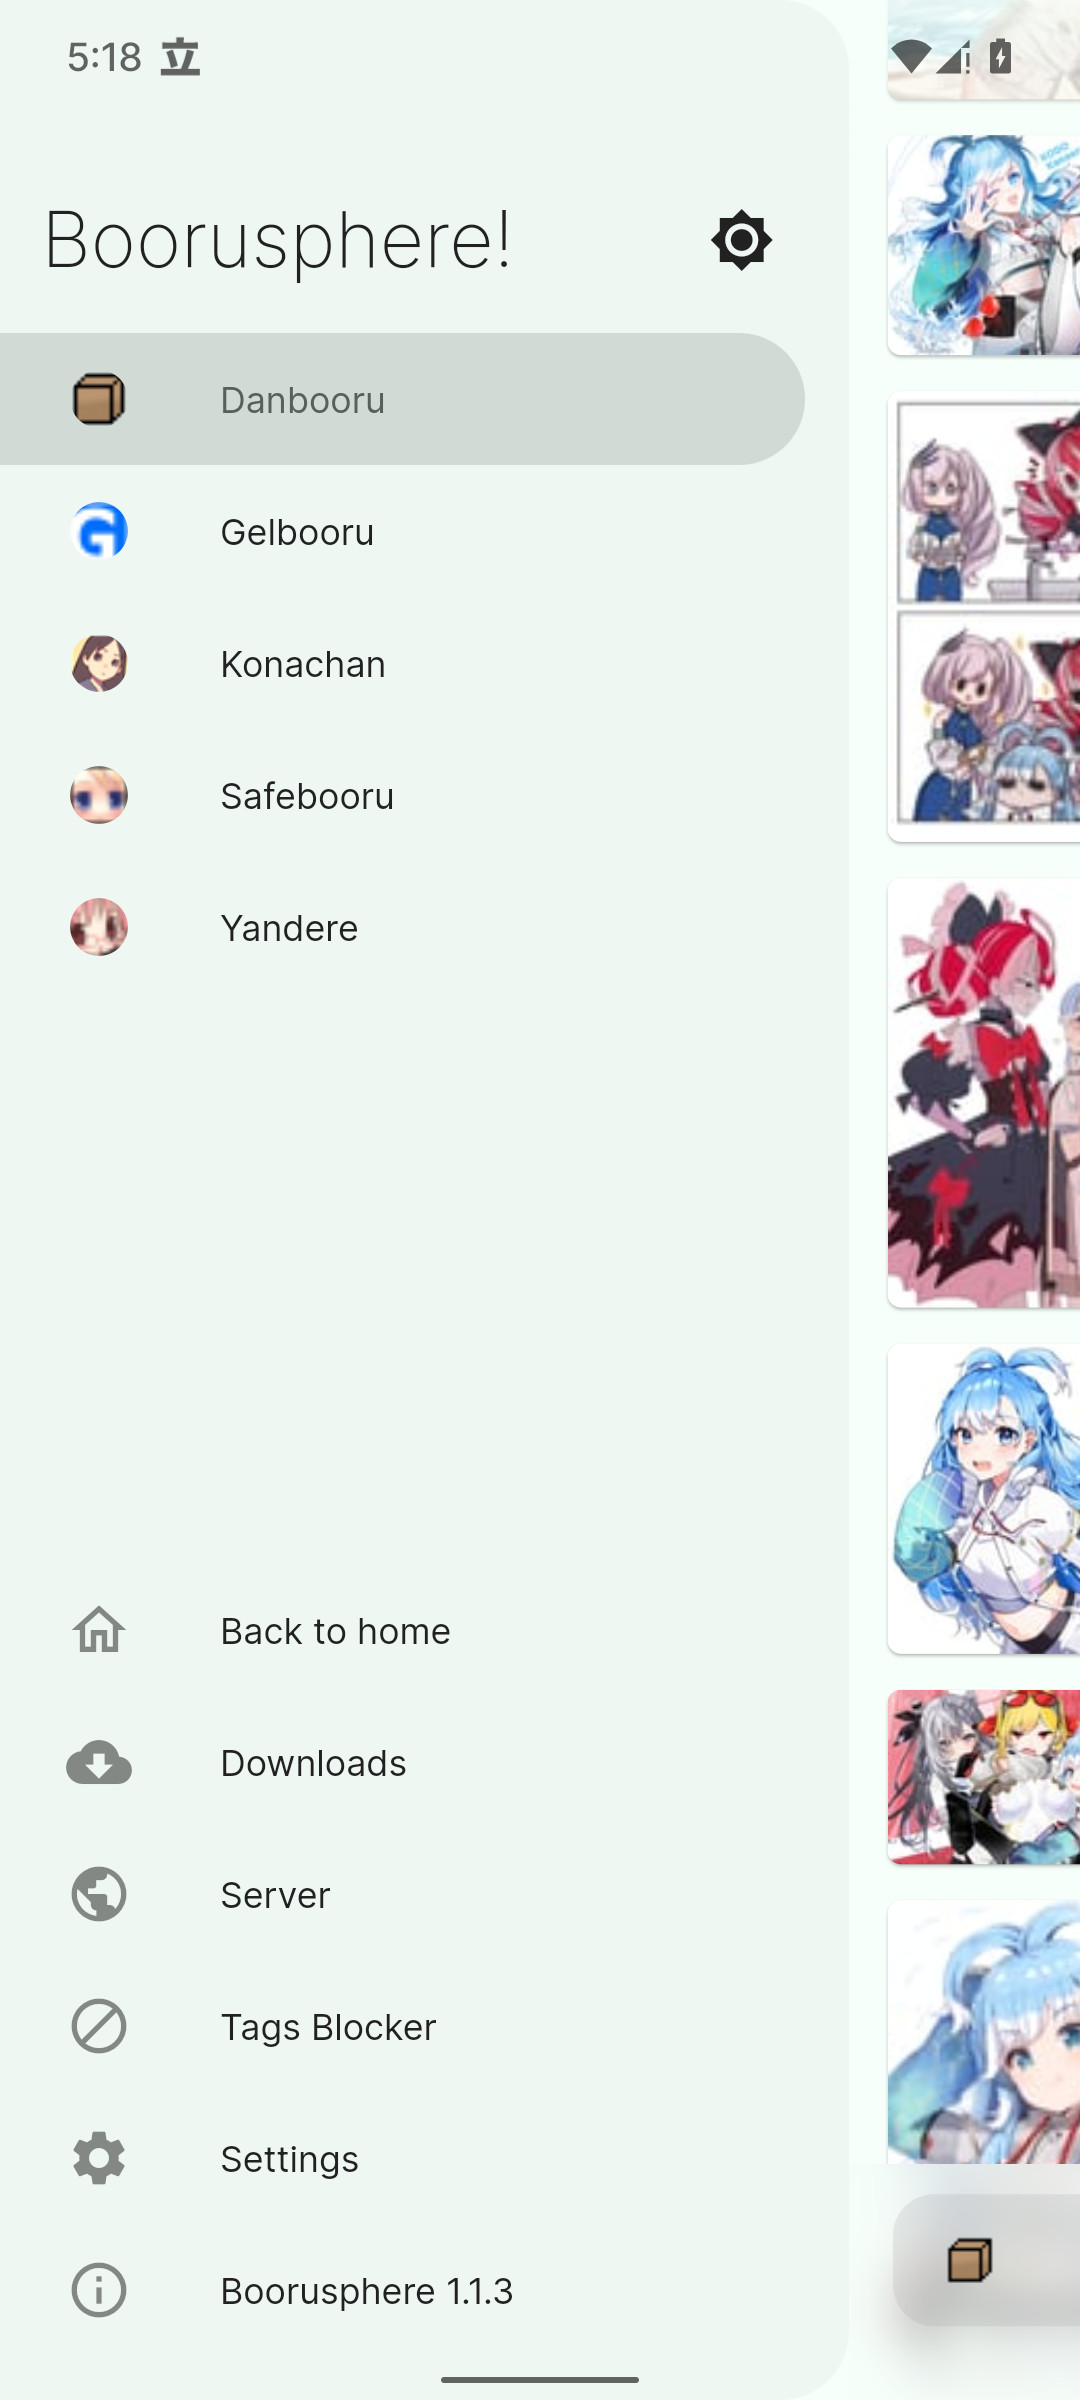 5:18 立
Boorusphere!
Danbooru
Gelbooru
Konachan
Safebooru
Yandere
Back to home
Downloads
Server
Tags Blocker
Settings
Boorusphere 1.1.3